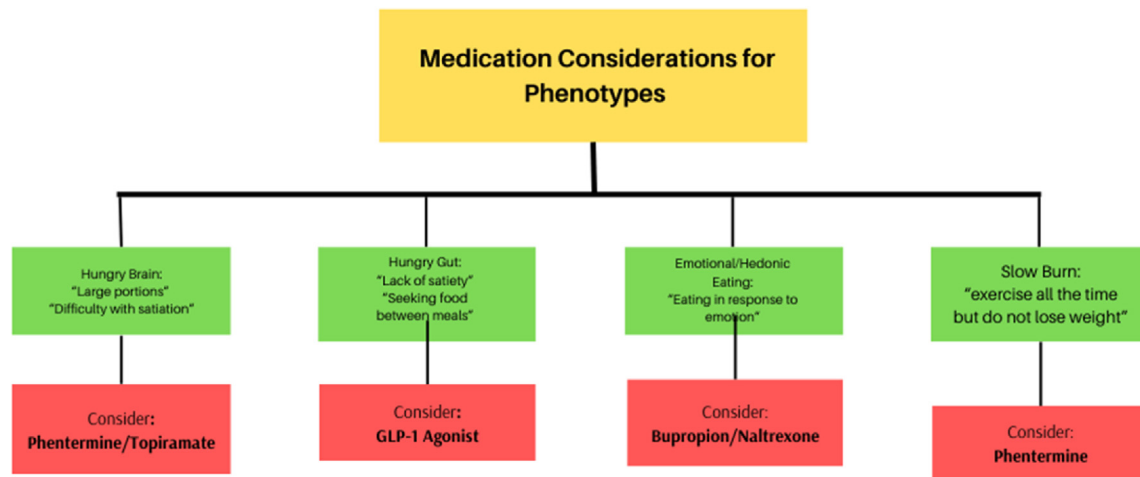 Medication Considerations for
Phenotypes
Hungry Brain:
“Large portions”
“Difficulty with satiation”
Hungry Gut:
“Lack of satiety”
“Seeking food
between meals”
Emotional/Hedonic
Eating:
“Eating in response to
emotion”
Slow Burn:
“exercise all the time
but do not lose weight”
Consider:
Phentermine/Topiramate
Consider:
GLP-1 Agonist
Consider:
Bupropion/Naltrexone
Consider:
Phentermine